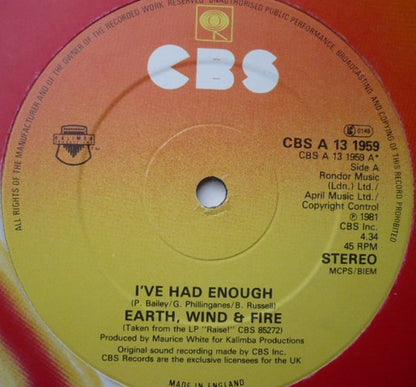 ALL RIGHTS OF THE MANUFACTURER AND OF THE OWNER OF THE RECORDED WORK RESERVED UNAUTHORISED PUBLIC PERFORMANCE, BROADCASTING AND COPYING OF THIS RECORD PROHIBITED
CBS
KALIMBA
0149
CBS A 13 1959
CBS A 13 1959 A*
Side A
Rondor Music
(Ldn.) Ltd./
April Music Ltd./
Copyright Control
℗ 1981
CBS Inc.
4.34
45 RPM
STEREO
MCPS/BIEM
I'VE HAD ENOUGH
(P. Bailey/G. Phillinganes/B. Russell)
EARTH, WIND & FIRE
(Taken from the LP "Raise!" CBS 85272)
Produced by Maurice White for Kalimba Productions
Original sound recording made by CBS Inc.
CBS Records are the exclusive licensees for the UK
MADE IN ENGLAND